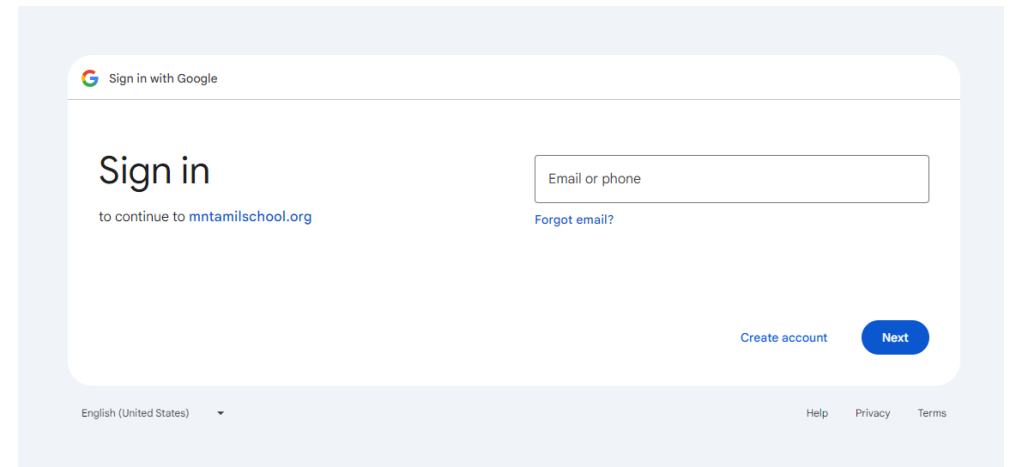 Sign in with Google
Sign in
to continue to mntamilschool.org
Email or phone
Forgot email?
Create account
Next
English (United States)
Help
Privacy
Terms